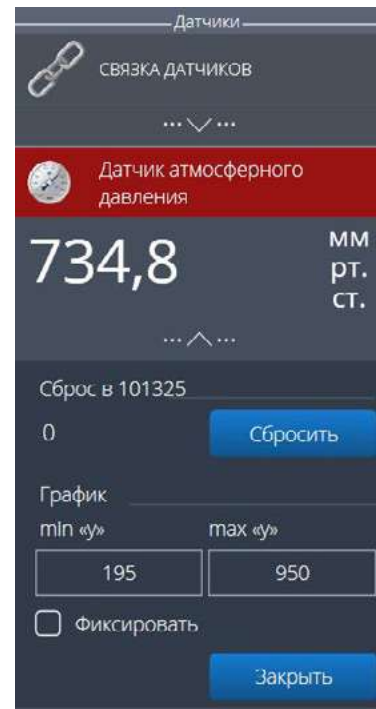 Датчики
СВЯЗКА ДАТЧИКОВ
Датчик атмосферного
давления
734,8
мм
рт.
ст.
Сброс в 101325
0
Сбросить
График
min «у»
max «у»
195
950
Фиксировать
Закрыть